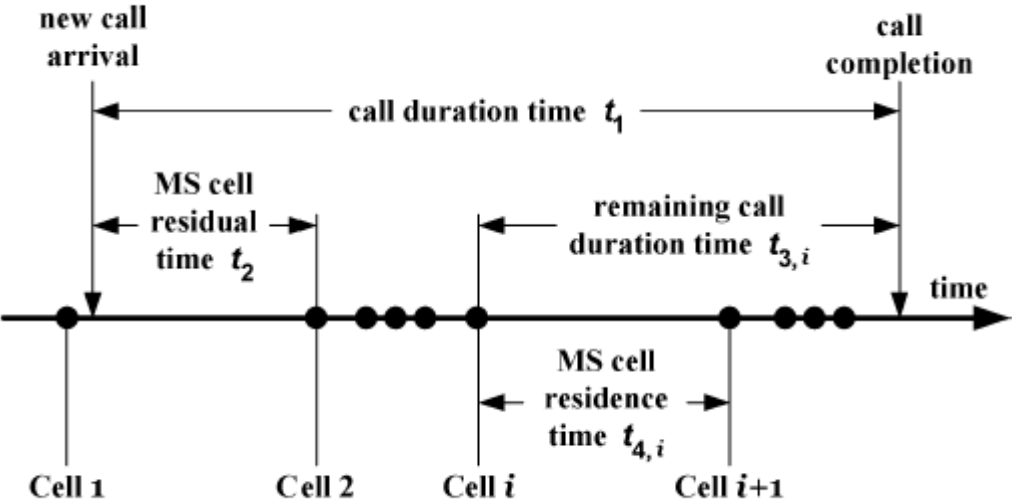 new call
arrival
call
completion
call duration time t1
MS cell
residual
time t2
remaining call
duration time t3,i
time
MS cell
residence
time t4,i
Cell 1
Cell 2
Cell i
Cell i+1